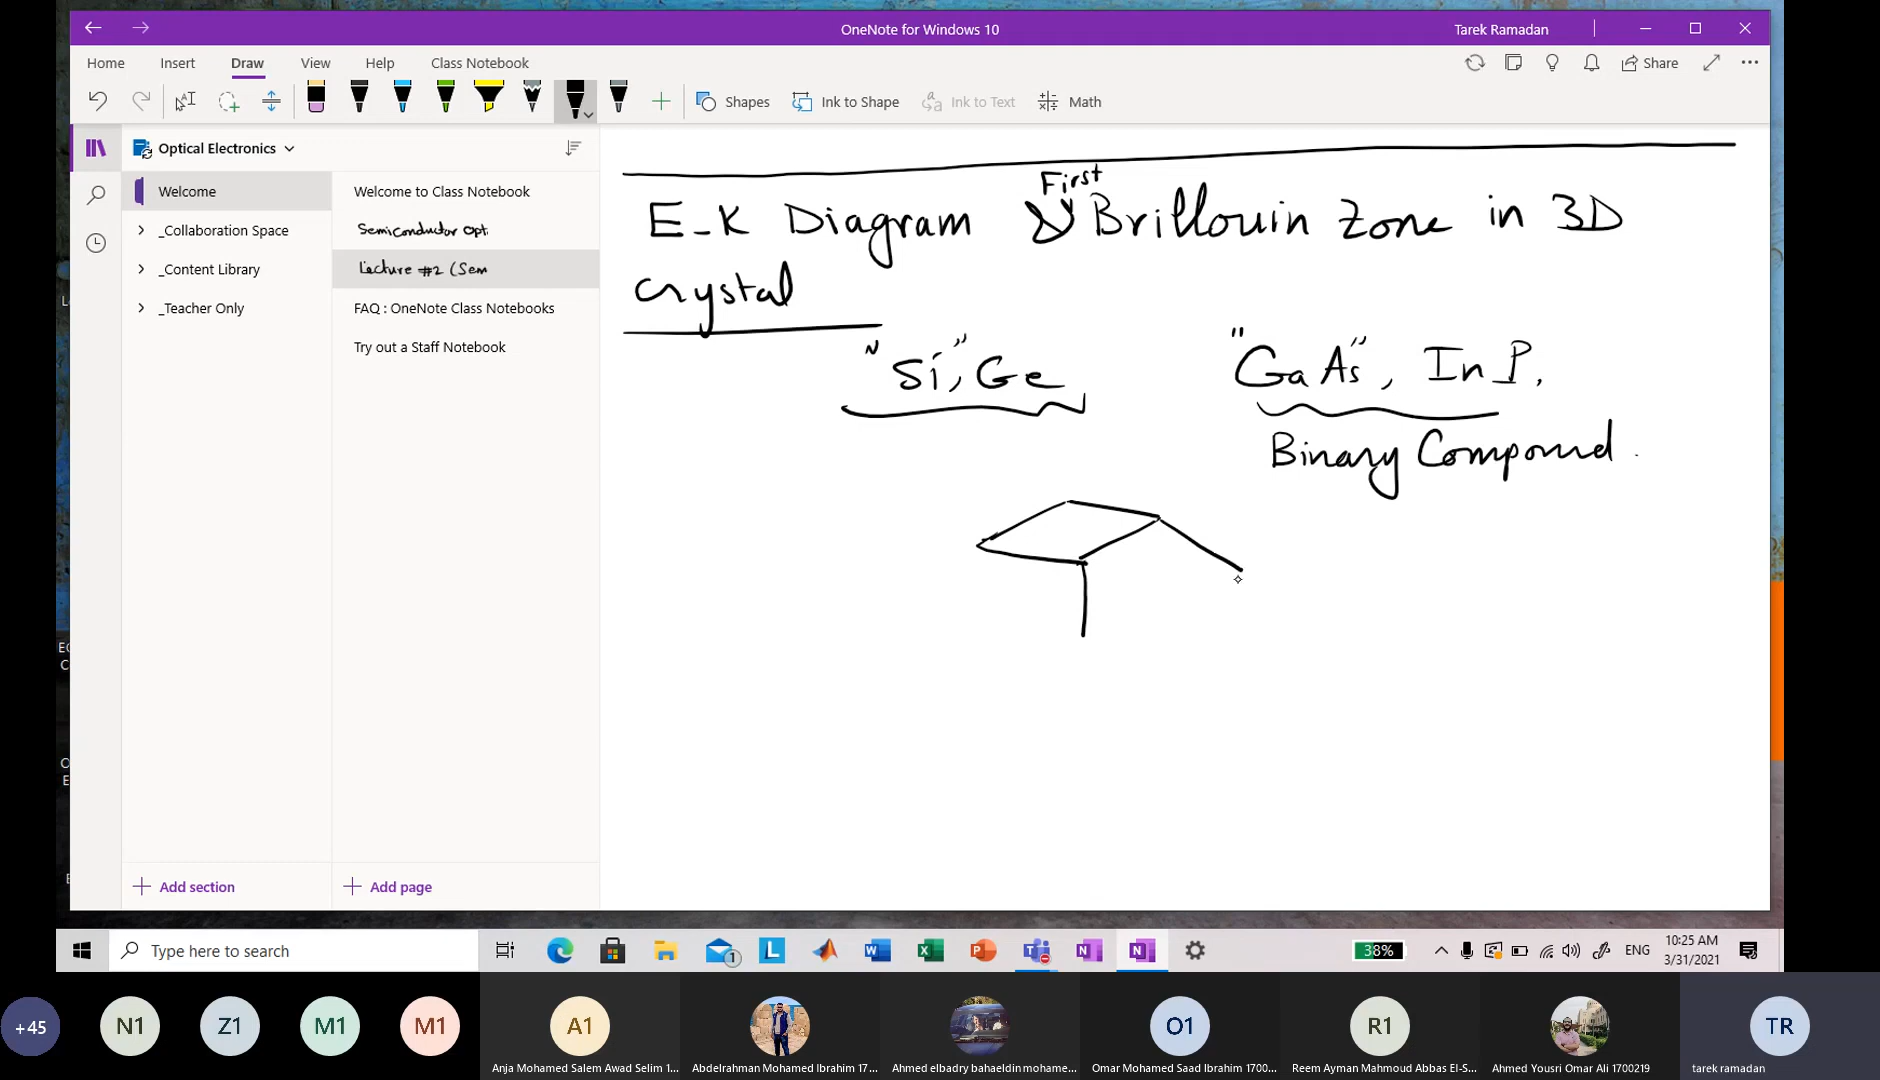 OneNote for Windows 10
Tarek Ramadan
Home Insert Draw View Help Class Notebook
Share
Shapes Ink to Shape Ink to Text Math
Optical Electronics
Welcome
_Collaboration Space
_Content Library
_Teacher Only
Welcome to Class Notebook
Semiconductor Opti
Lecture #2 (Sem
FAQ : OneNote Class Notebooks
Try out a Staff Notebook
Add section
Add page
First
E-K Diagram & Brillouin Zone in 3D
crystal
"Si", Ge "GaAs", InP.
Binary Compound.
Type here to search
1
38%
ENG
10:25 AM
3/31/2021
+45
N1
Z1
M1
M1
A1
O1
R1
TR
Anja Mohamed Salem Awad Selim 1...
Abdelrahman Mohamed Ibrahim 17...
Ahmed elbadry bahaeldin mohame...
Omar Mohamed Saad Ibrahim 1700...
Reem Ayman Mahmoud Abbas El-S...
Ahmed Yousri Omar Ali 1700219
tarek ramadan